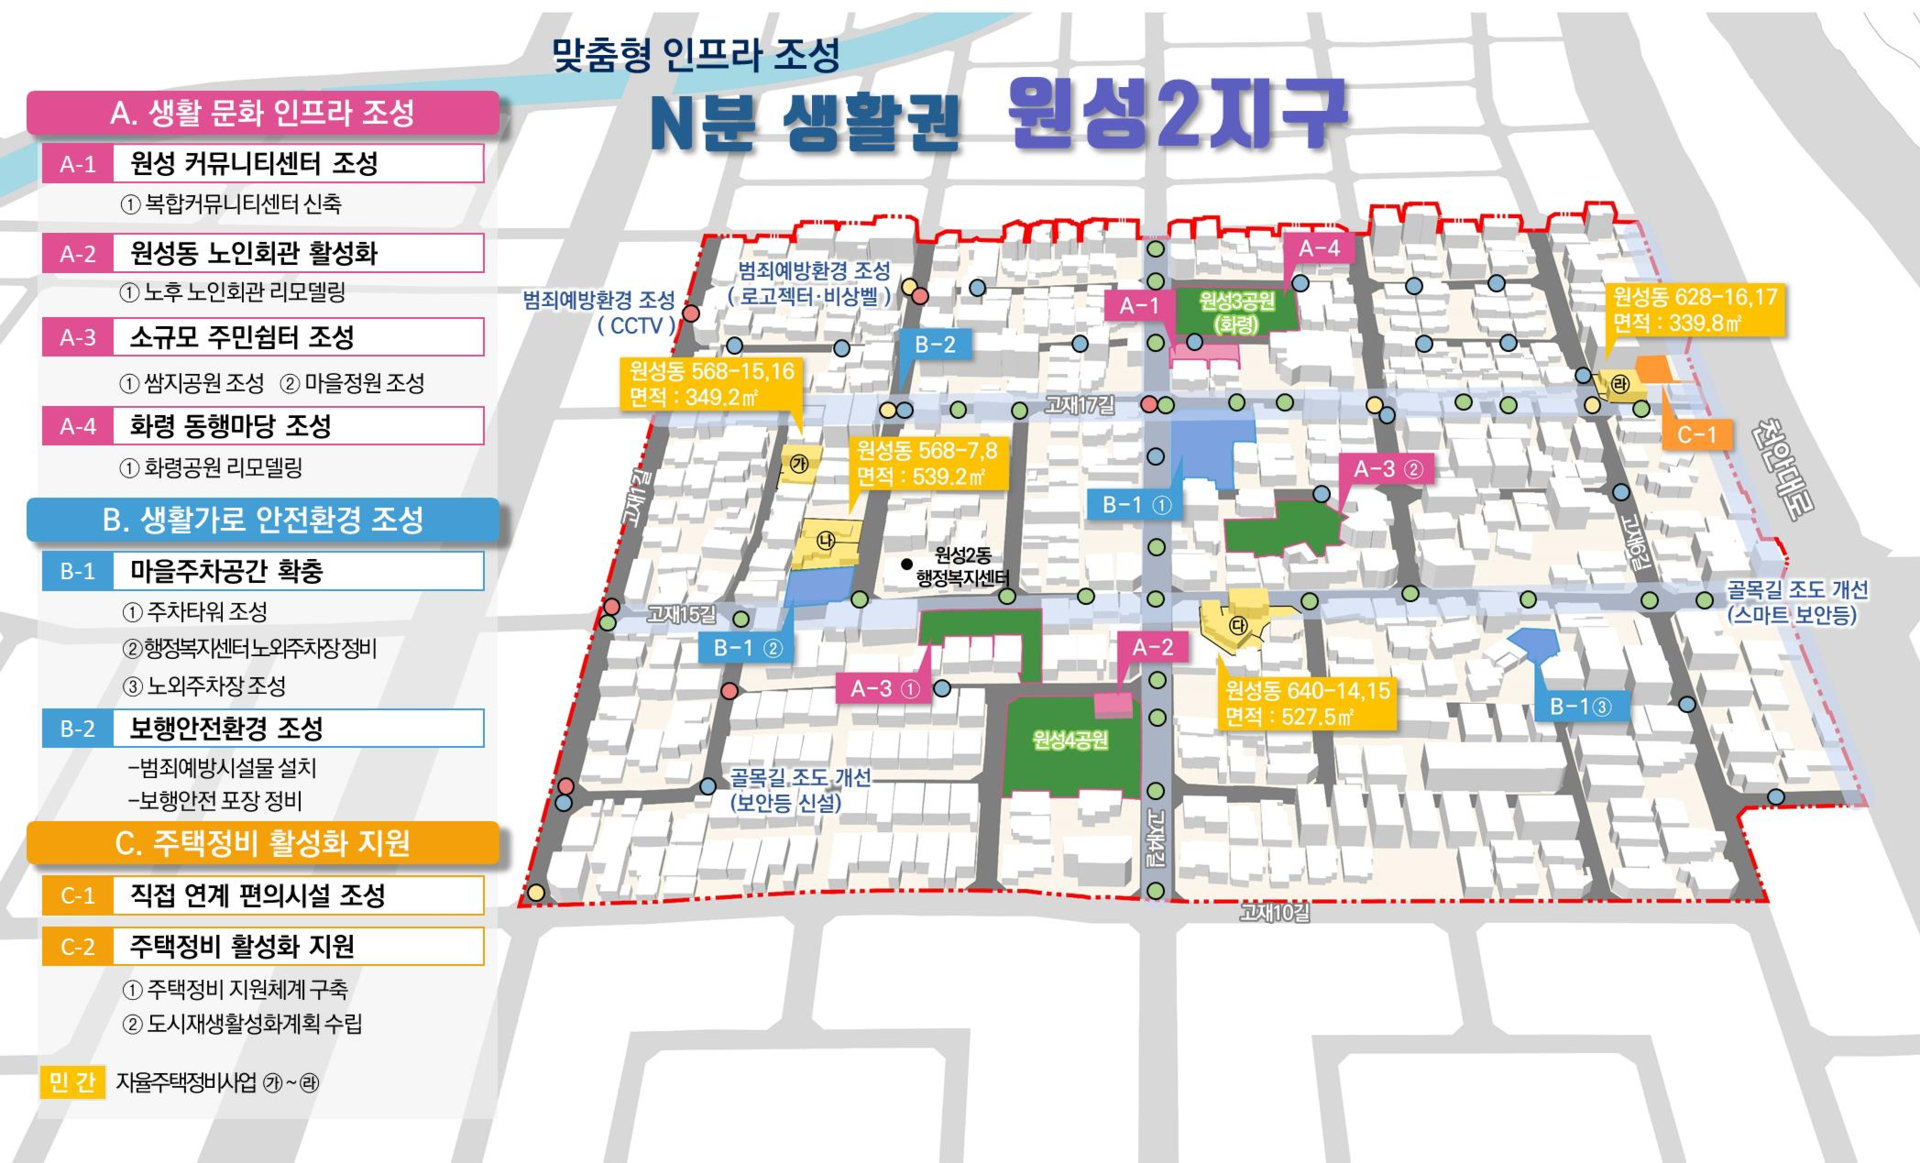 맞춤형 인프라 조성
N분 생활권 원성2지구
A. 생활 문화 인프라 조성
A-1 원성 커뮤니티센터 조성
① 복합커뮤니티센터 신축
A-2 원성동 노인회관 활성화
① 노후 노인회관 리모델링
A-3 소규모 주민쉼터 조성
① 쌈지공원 조성 ② 마을정원 조성
A-4 화령 동행마당 조성
① 화령공원 리모델링
B. 생활가로 안전환경 조성
B-1 마을주차공간 확충
① 주차타워 조성
② 행정복지센터 노외주차장 정비
③ 노외주차장 조성
B-2 보행안전환경 조성
-범죄예방시설물 설치
-보행안전 포장 정비
C. 주택정비 활성화 지원
C-1 직접 연계 편의시설 조성
C-2 주택정비 활성화 지원
① 주택정비 지원체계 구축
② 도시재생활성화계획 수립
민간 자율주택정비사업 ㉮~㉱
범죄예방환경 조성
( CCTV )
범죄예방환경 조성
( 로고젝터·비상벨 )
A-4
A-1
원성3공원
(화령)
원성동 628-16,17
면적 : 339.8㎡
B-2
원성동 568-15,16
면적 : 349.2㎡
고재17길
㉱
C-1
천안대로
㉮
원성동 568-7,8
면적 : 539.2㎡
A-3 ②
고재1길
B-1 ①
㉯
원성2동
행정복지센터
고재6길
골목길 조도 개선
(스마트 보안등)
고재15길
㉰
B-1 ②
A-2
A-3 ①
원성동 640-14,15
면적 : 527.5㎡
B-1③
원성4공원
골목길 조도 개선
(보안등 신설)
고재4길
고재10길